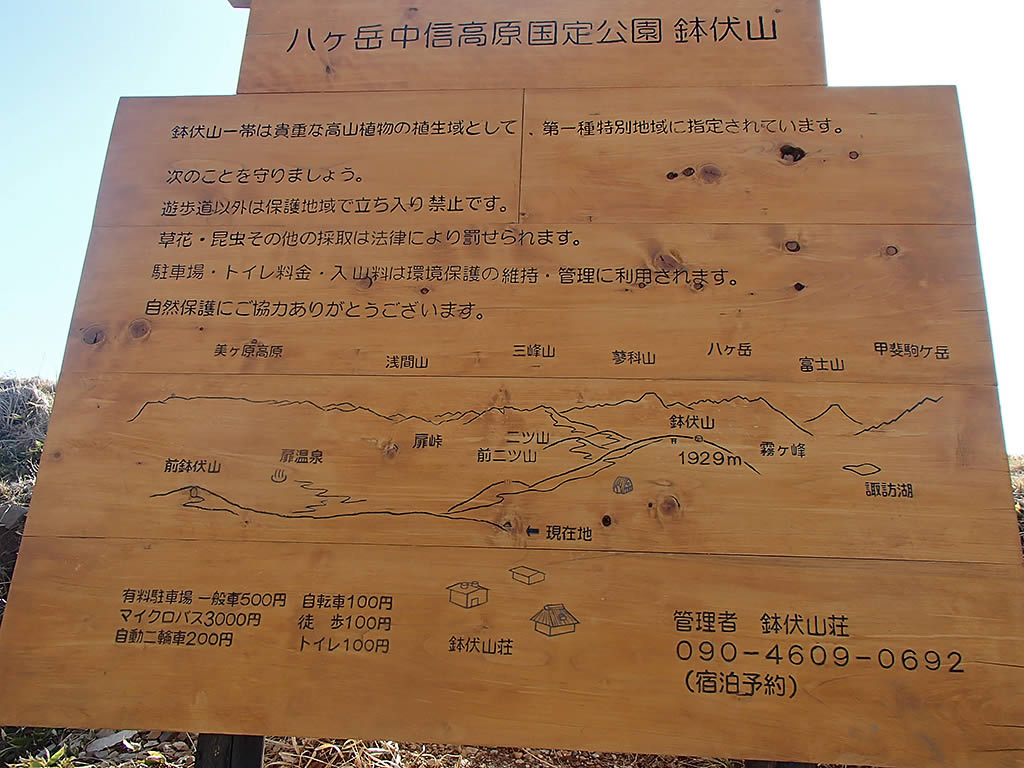 八ヶ岳中信高原国定公園 鉢伏山
鉢伏山一帯は貴重な高山植物の植生域として、第一種特別地域に指定されています。
次のことを守りましょう。
遊歩道以外は保護地域で立ち入り禁止です。
草花・昆虫その他の採取は法律により罰せられます。
駐車場・トイレ料金・入山料は環境保護の維持・管理に利用されます。
自然保護にご協力ありがとうございます。
美ヶ原高原 浅間山 三峰山 蓼科山 八ヶ岳 富士山 甲斐駒ケ岳
扉峠 二ツ山 鉢伏山
前鉢伏山 扉温泉 前二ツ山 1929m 霧ヶ峰
諏訪湖
←現在地
有料駐車場 一般車500円 自転車100円
マイクロバス3000円 徒 歩100円
自動二輪車200円 トイレ100円
鉢伏山荘
管理者 鉢伏山荘
090-4609-0692
(宿泊予約)